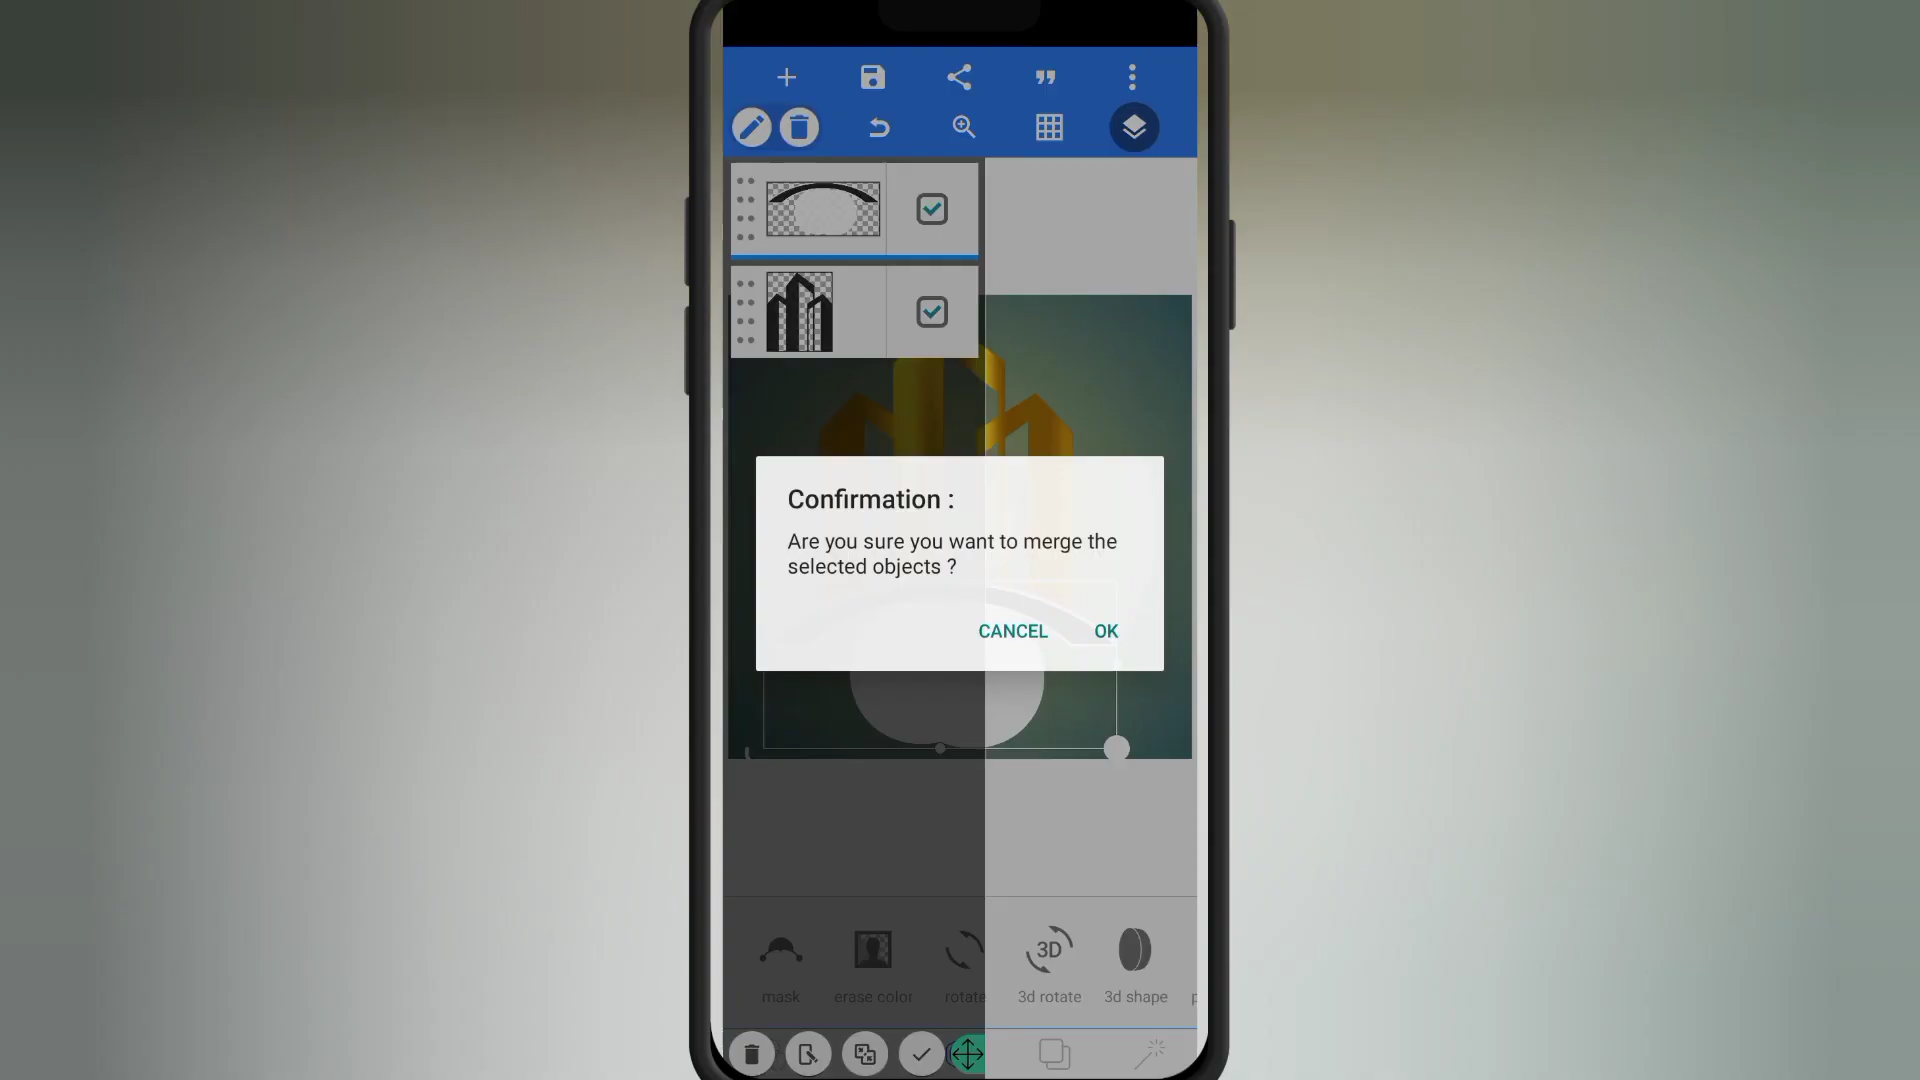 Confirmation :
Are you sure you want to merge the
selected objects ?
CANCEL OK
3D
mask erase color rotate 3d rotate 3d shape